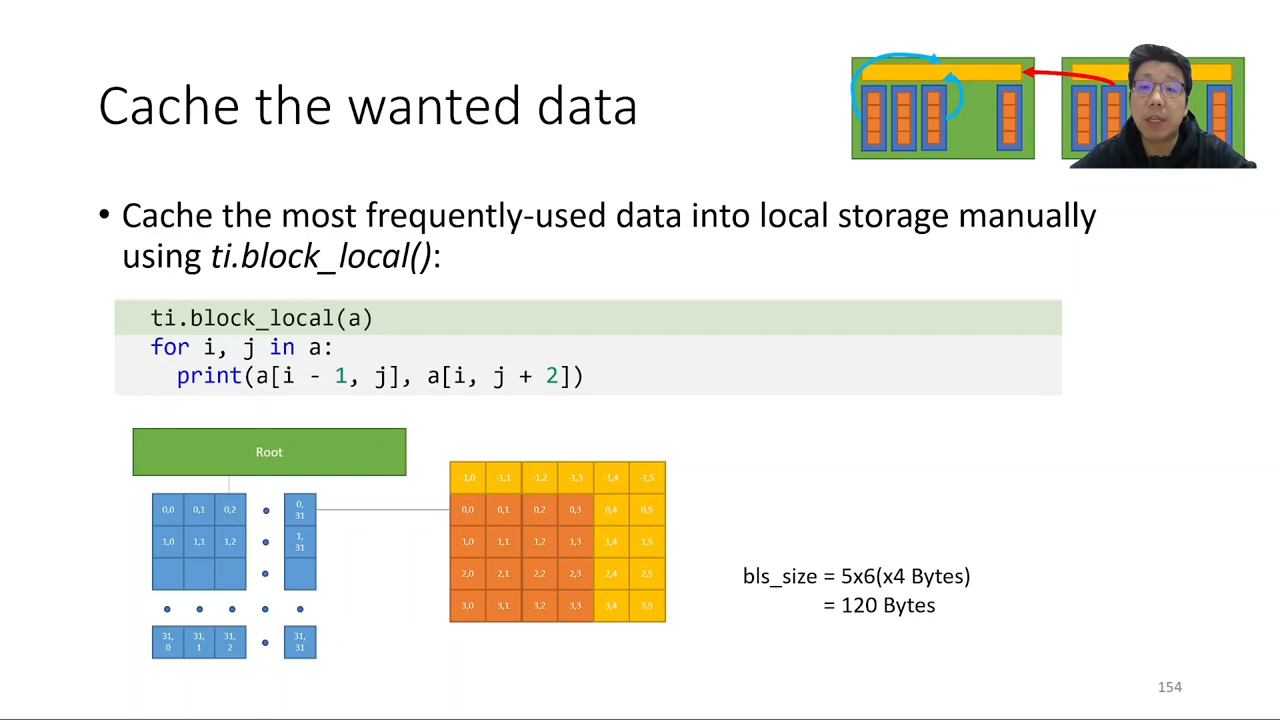 Cache the wanted data
• Cache the most frequently-used data into local storage manually
using ti.block_local():
ti.block_local(a)
for i, j in a:
print(a[i - 1, j], a[i, j + 2])
Root
0,0 0,1 0,2 0, 31
1,0 1,1 1,2 1, 31
31, 0 31, 1 31, 2 31, 31
-1,0 -1,1 -1,2 -1,3 -1,4 -1,5
0,0 0,1 0,2 0,3 0,4 0,5
1,0 1,1 1,2 1,3 1,4 1,5
2,0 2,1 2,2 2,3 2,4 2,5
3,0 3,1 3,2 3,3 3,4 3,5
bls_size = 5x6(x4 Bytes)
= 120 Bytes
154